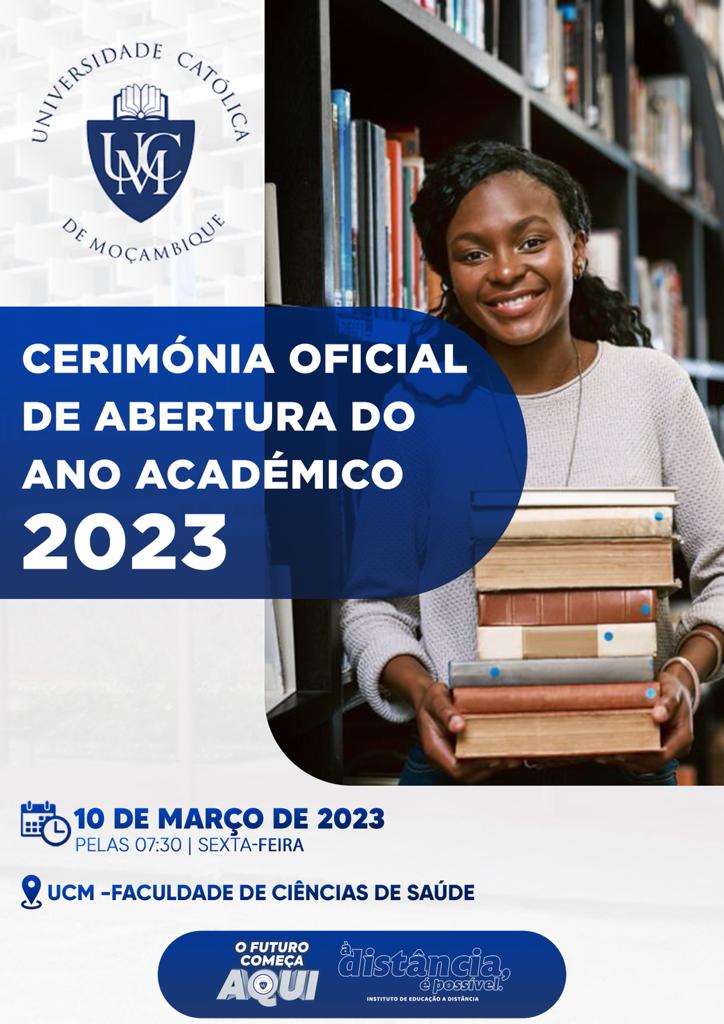 UNIVERSIDADE CATÓLICA
UCM
DE MOÇAMBIQUE
CERIMÓNIA OFICIAL
DE ABERTURA DO
ANO ACADÉMICO
2023
10 DE MARÇO DE 2023
PELAS 07:30 | SEXTA-FEIRA
UCM -FACULDADE DE CIÊNCIAS DE SAÚDE
O FUTURO
COMEÇA
AQUI
à distância,
é possível.
INSTITUTO DE EDUCAÇÃO A DISTÂNCIA